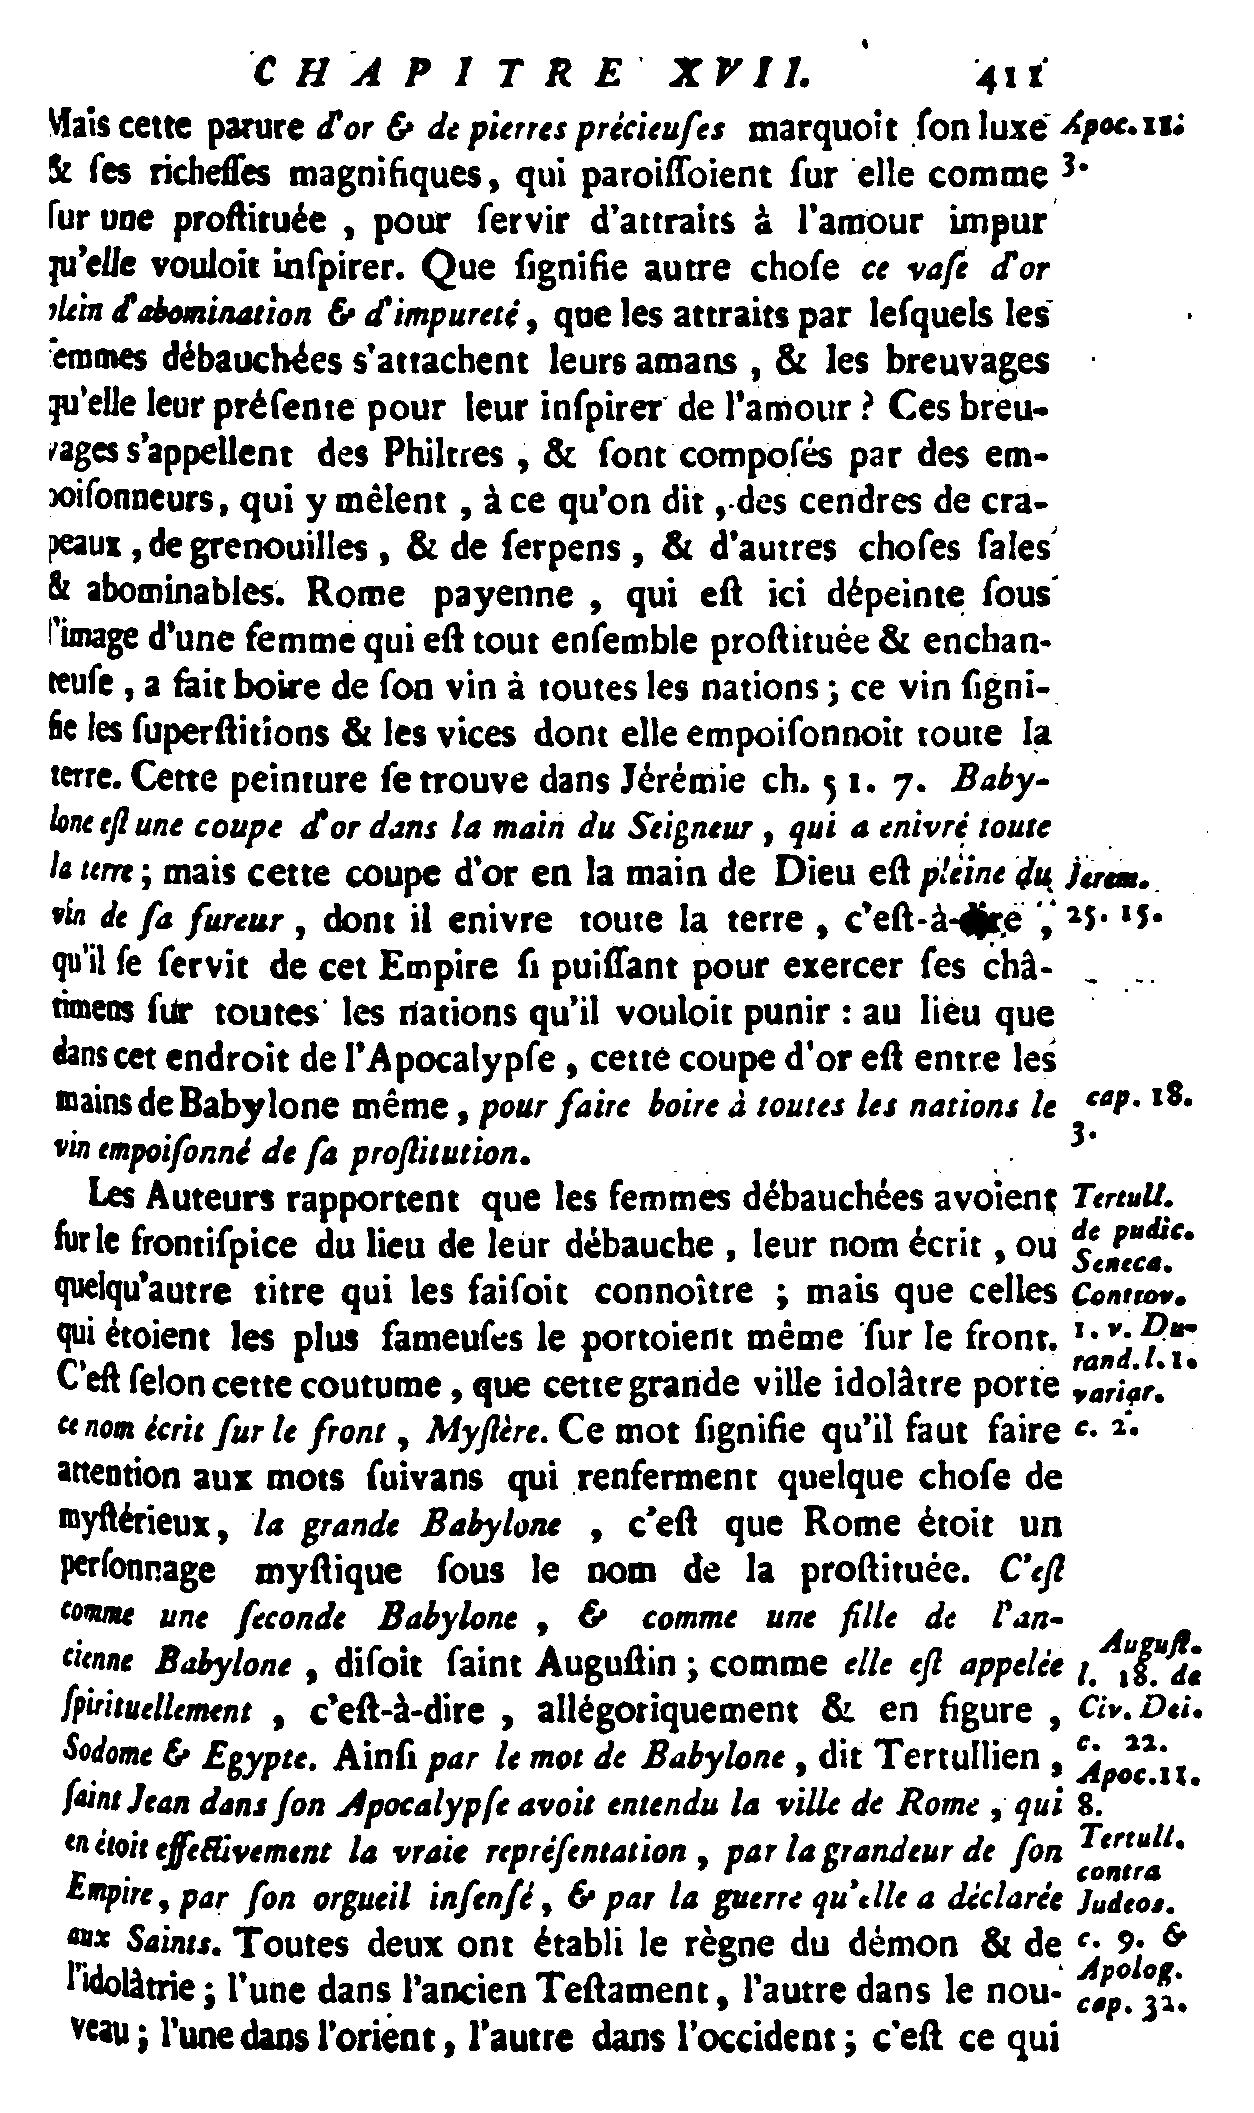 CHAPITRE XVII. 411
Mais cette parure d'or & de pierres précieuſes marquoit ſon luxe
& ſes richeſſes magnifiques, qui paroiſſoient ſur elle comme
ſur une proſtituée, pour ſervir d'attraits à l'amour impur
qu'elle vouloit inſpirer. Que ſignifie autre choſe ce vaſe d'or
plein d'abomination & d'impureté, que les attraits par leſquels les
femmes débauchées s'attachent leurs amans, & les breuvages
qu'elle leur préſente pour leur inſpirer de l'amour ? Ces breu-
vages s'appellent des Philtres, & ſont compoſés par des em-
poiſonneurs, qui y mêlent, à ce qu'on dit, des cendres de cra-
peaux, de grenouilles, & de ſerpens, & d'autres choſes ſales
& abominables. Rome payenne, qui eſt ici dépeinte ſous
l'image d'une femme qui eſt tout enſemble proſtituée & enchan-
teuſe, a fait boire de ſon vin à toutes les nations ; ce vin ſigni-
fie les ſuperſtitions & les vices dont elle empoiſonnoit toute la
terre. Cette peinture ſe trouve dans Jérémie ch. 51. 7. Baby-
lone eſt une coupe d'or dans la main du Seigneur, qui a enivré toute
la terre ; mais cette coupe d'or en la main de Dieu eſt pleine du
vin de ſa fureur, dont il enivre toute la terre, c'eſt-à-dire,
qu'il ſe ſervit de cet Empire ſi puiſſant pour exercer ſes châ-
timens ſur toutes les nations qu'il vouloit punir : au lieu que
dans cet endroit de l'Apocalypſe, cette coupe d'or eſt entre les
mains de Babylone même, pour faire boire à toutes les nations le
vin empoiſonné de ſa proſtitution.
Les Auteurs rapportent que les femmes débauchées avoient
ſur le frontiſpice du lieu de leur débauche, leur nom écrit, ou
quelqu'autre titre qui les faiſoit connoître ; mais que celles
qui étoient les plus fameuſes le portoient même ſur le front.
C'eſt ſelon cette coutume, que cette grande ville idolâtre porte
ce nom écrit ſur le front, Myſtère. Ce mot ſignifie qu'il faut faire
attention aux mots ſuivans qui renferment quelque choſe de
myſtérieux, la grande Babylone, c'eſt que Rome étoit un
perſonnage myſtique ſous le nom de la proſtituée. C'eſt
comme une ſeconde Babylone, & comme une fille de l'an-
cienne Babylone, diſoit ſaint Auguſtin ; comme elle eſt appelée
ſpirituellement, c'eſt-à-dire, allégoriquement & en figure,
Sodome & Egypte. Ainſi par le mot de Babylone, dit Tertullien,
ſaint Jean dans ſon Apocalypſe avoit entendu la ville de Rome, qui
en étoit effectivement la vraie repréſentation, par la grandeur de ſon
Empire, par ſon orgueil inſenſé, & par la guerre qu'elle a déclarée
aux Saints. Toutes deux ont établi le règne du démon & de
l'idolâtrie ; l'une dans l'ancien Teſtament, l'autre dans le nou-
veau ; l'une dans l'orient, l'autre dans l'occident ; c'eſt ce qui
Apoc. 11.
3.
Jerem.
25. 15.
cap. 18.
3.
Tertull.
de pudic.
Seneca.
Controv.
1. v. Du-
rand. l. 1.
variar.
c. 2.
Auguſt.
l. 18. de
Civ. Dei.
c. 22.
Apoc. 11.
8.
Tertull.
contra
Judeos.
c. 9. &
Apolog.
cap. 32.